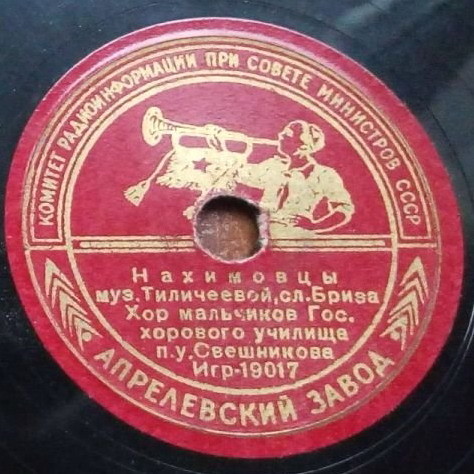 КОМИТЕТ РАДИОИНФОРМАЦИИ ПРИ СОВЕТЕ МИНИСТРОВ СССР
Нахимовцы
муз. Тиличеевой, сл. Бриза
Хор мальчиков Гос.
хорового училища
п.у. Свешникова
Игр-19017
АПРЕЛЕВСКИЙ ЗАВОД